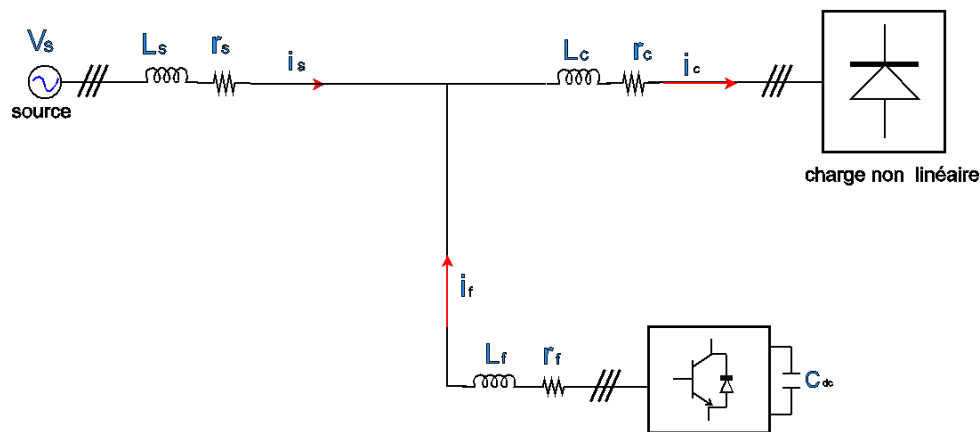 Vs
source
Ls
rs
is
Lc
rc
ic
charge non linéaire
if
Lf
rf
Cdc